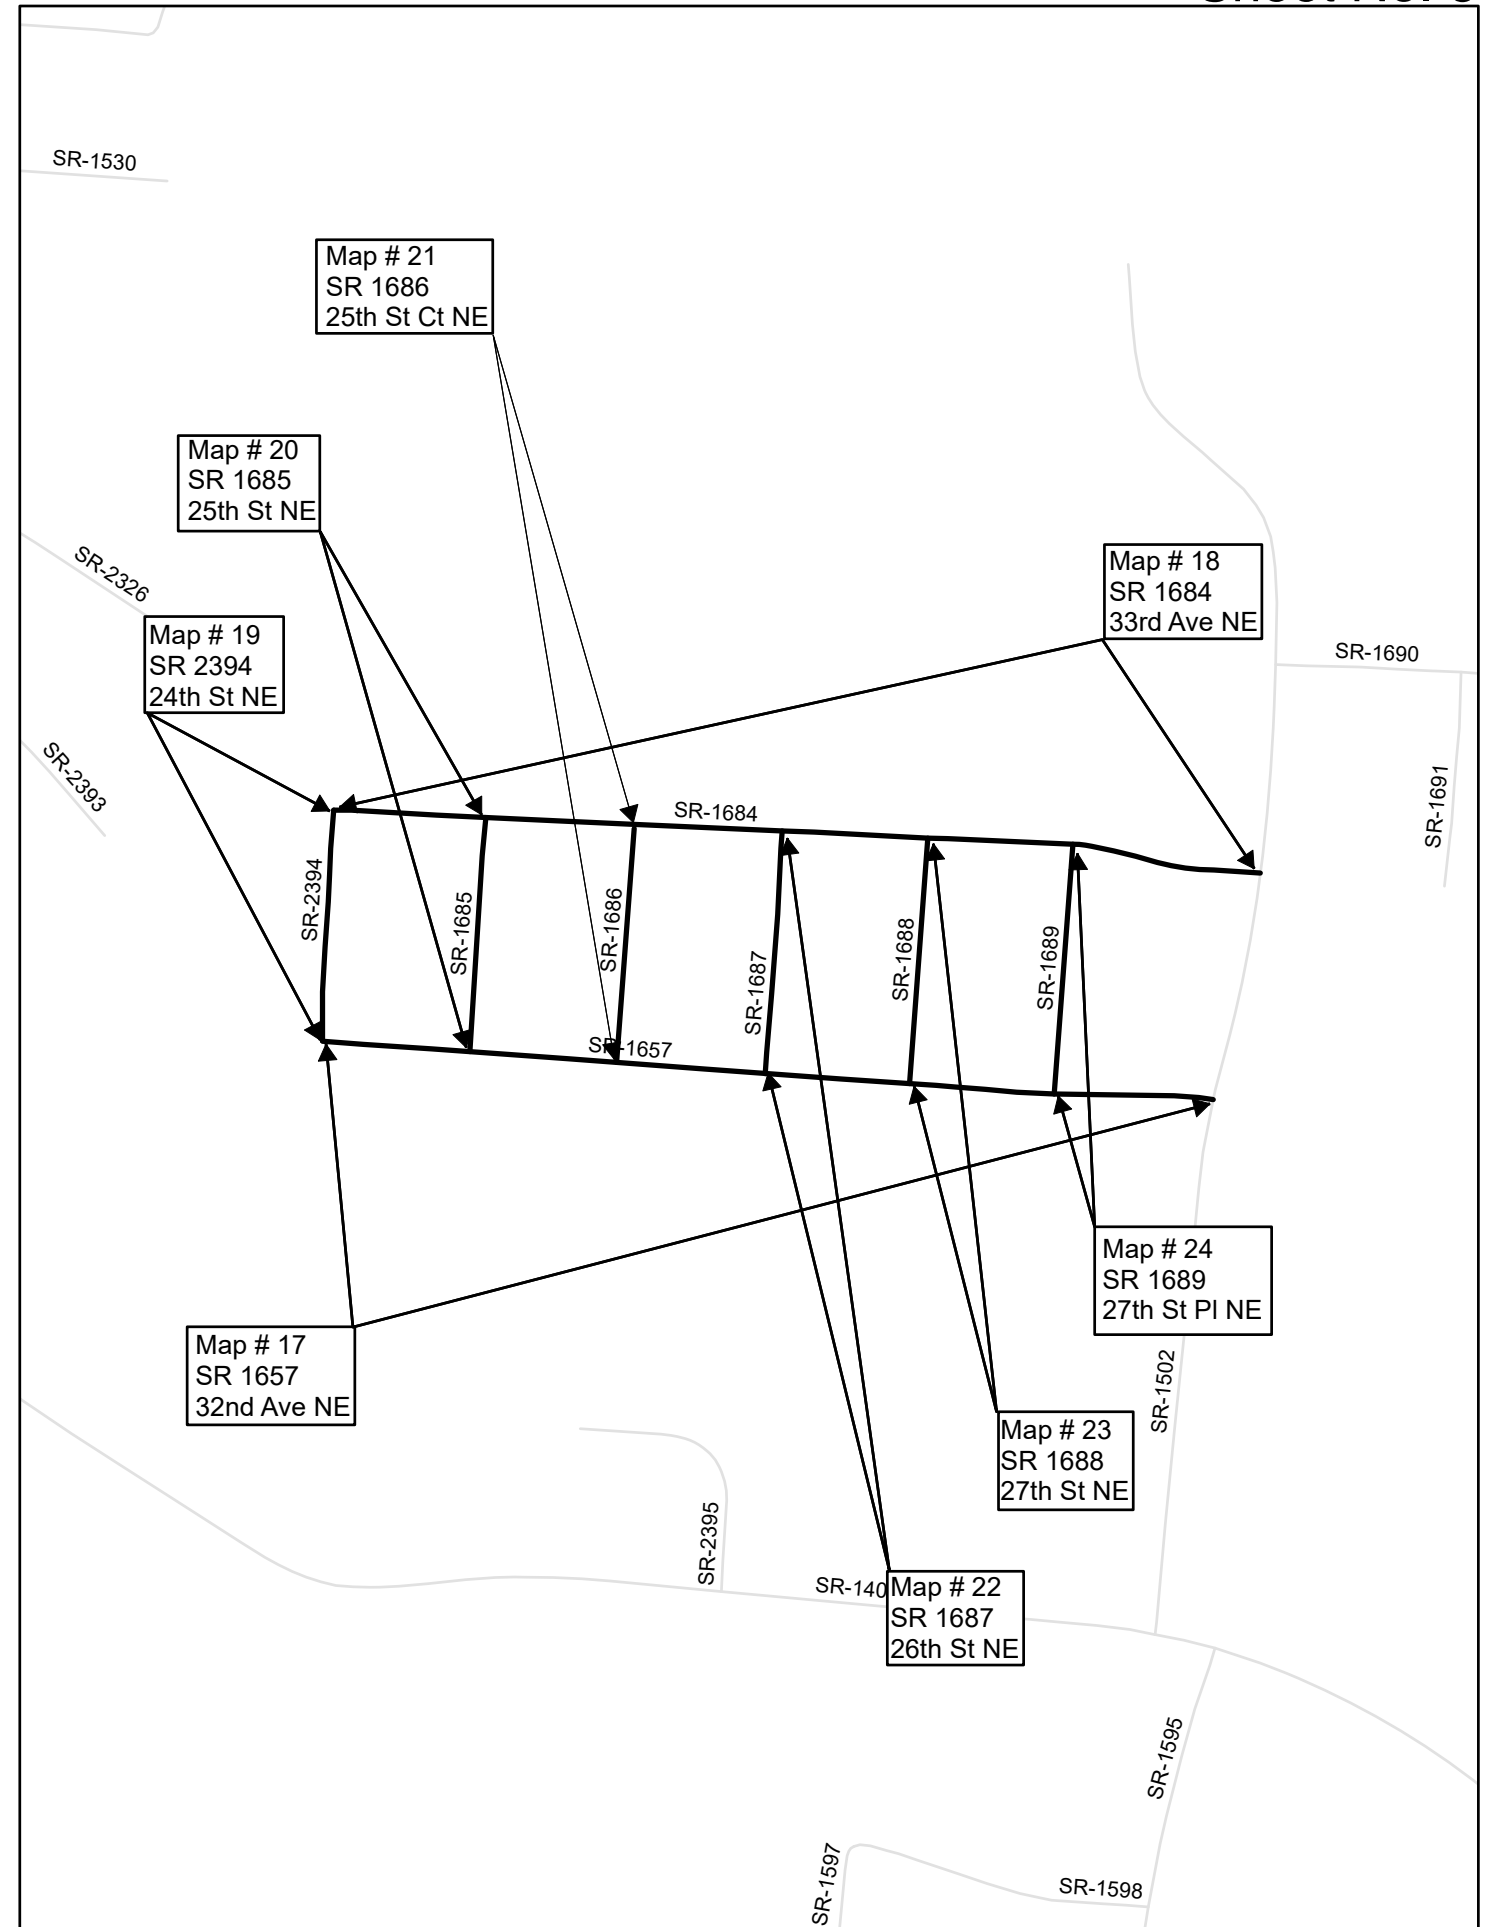 SR-1530
Map # 21
SR 1686
25th St Ct NE
Map # 20
SR 1685
25th St NE
SR-2326
Map # 18
SR 1684
33rd Ave NE
Map # 19
SR 2394
24th St NE
SR-1690
SR-2393
SR-1691
SR-1684
SR-2394
SR-1685
SR-1686
SR-1687
SR-1688
SR-1689
SR-1657
Map # 24
SR 1689
27th St Pl NE
Map # 17
SR 1657
32nd Ave NE
SR-1502
Map # 23
SR 1688
27th St NE
SR-2395
SR-140
Map # 22
SR 1687
26th St NE
SR-1595
SR-1597
SR-1598